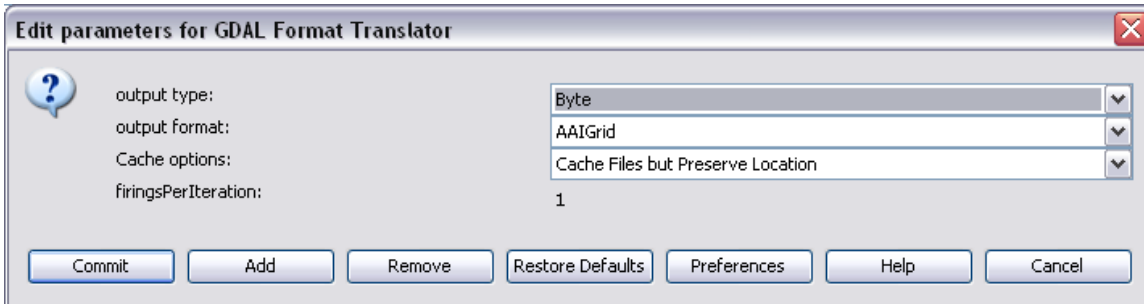 Edit parameters for GDAL Format Translator
output type: Byte
output format: AAIGrid
Cache options: Cache Files but Preserve Location
firingsPerIteration: 1
Commit Add Remove Restore Defaults Preferences Help Cancel